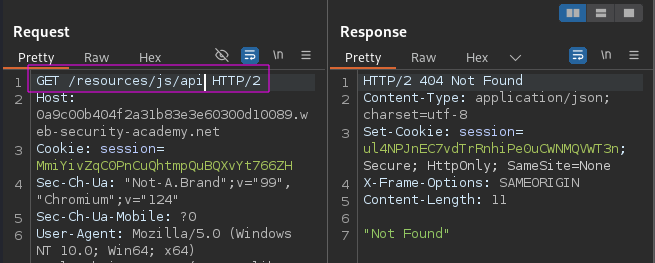 Request
Pretty Raw Hex \n
1 GET /resources/js/api HTTP/2
2 Host:
0a9c00b404f2a31b83e3e60300d10089.w
eb-security-academy.net
3 Cookie: session=
MmiYivZqC0PnCuQhtmpQuBQXvYt766ZH
4 Sec-Ch-Ua: "Not-A.Brand";v="99",
"Chromium";v="124"
5 Sec-Ch-Ua-Mobile: ?0
6 User-Agent: Mozilla/5.0 (Windows
NT 10.0; Win64; x64)
Response
Pretty Raw Hex \n
1 HTTP/2 404 Not Found
2 Content-Type: application/json;
charset=utf-8
3 Set-Cookie: session=
ul4NPJnEC7vdTrRnhiPeOuCWNMQVWT3n;
Secure; HttpOnly; SameSite=None
4 X-Frame-Options: SAMEORIGIN
5 Content-Length: 11
6
7 "Not Found"